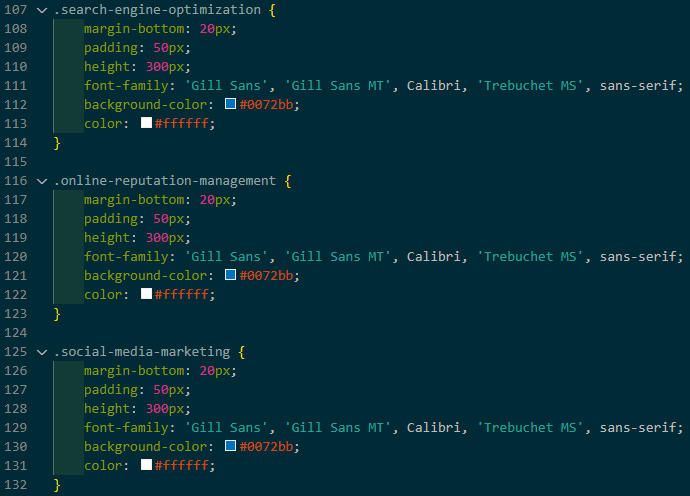 107 .search-engine-optimization {
108     margin-bottom: 20px;
109     padding: 50px;
110     height: 300px;
111     font-family: 'Gill Sans', 'Gill Sans MT', Calibri, 'Trebuchet MS', sans-serif;
112     background-color: #0072bb;
113     color: #ffffff;
114 }
115
116 .online-reputation-management {
117     margin-bottom: 20px;
118     padding: 50px;
119     height: 300px;
120     font-family: 'Gill Sans', 'Gill Sans MT', Calibri, 'Trebuchet MS', sans-serif;
121     background-color: #0072bb;
122     color: #ffffff;
123 }
124
125 .social-media-marketing {
126     margin-bottom: 20px;
127     padding: 50px;
128     height: 300px;
129     font-family: 'Gill Sans', 'Gill Sans MT', Calibri, 'Trebuchet MS', sans-serif;
130     background-color: #0072bb;
131     color: #ffffff;
132 }